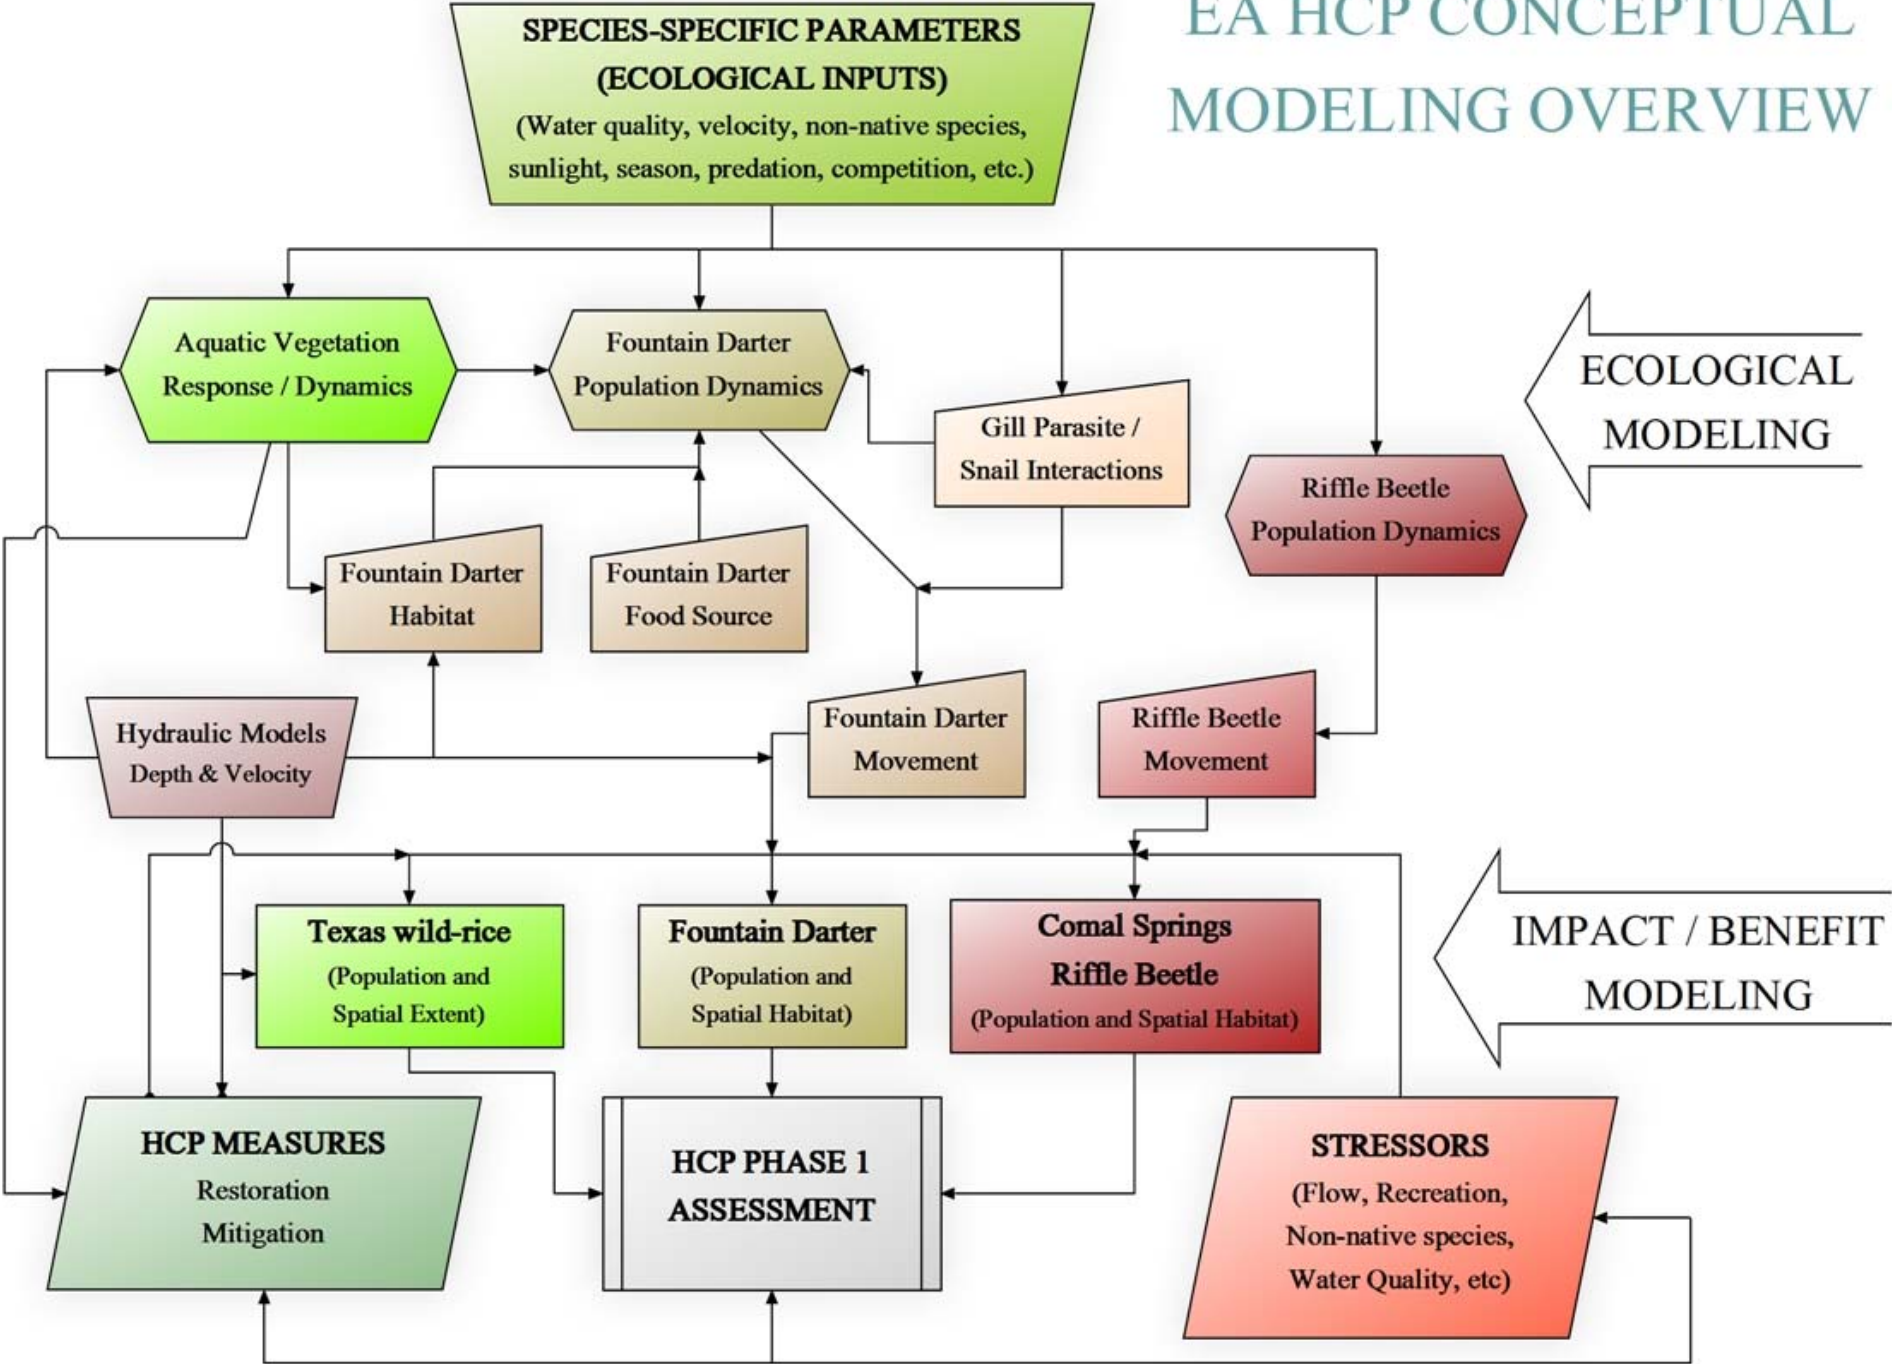 EA HCP CONCEPTUAL
MODELING OVERVIEW
SPECIES-SPECIFIC PARAMETERS
(ECOLOGICAL INPUTS)
(Water quality, velocity, non-native species,
sunlight, season, predation, competition, etc.)
Aquatic Vegetation
Response / Dynamics
Fountain Darter
Population Dynamics
Gill Parasite /
Snail Interactions
Riffle Beetle
Population Dynamics
ECOLOGICAL
MODELING
Fountain Darter
Habitat
Fountain Darter
Food Source
Hydraulic Models
Depth & Velocity
Fountain Darter
Movement
Riffle Beetle
Movement
Texas wild-rice
(Population and
Spatial Extent)
Fountain Darter
(Population and
Spatial Habitat)
Comal Springs
Riffle Beetle
(Population and Spatial Habitat)
IMPACT / BENEFIT
MODELING
HCP MEASURES
Restoration
Mitigation
HCP PHASE 1
ASSESSMENT
STRESSORS
(Flow, Recreation,
Non-native species,
Water Quality, etc)